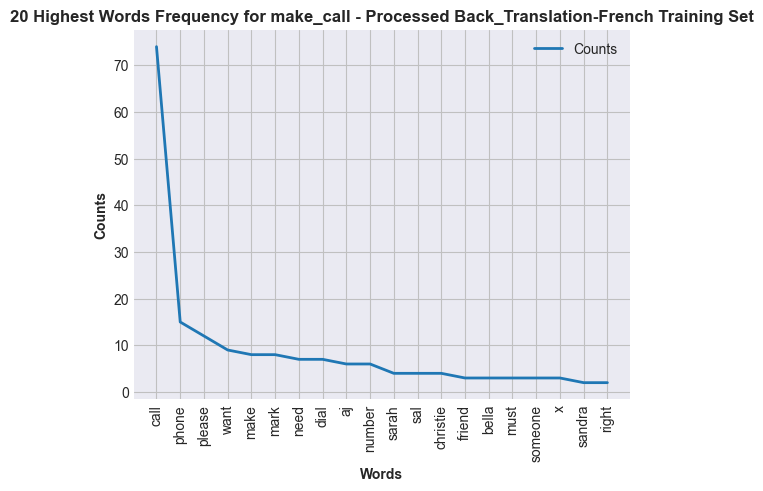 20 Highest Words Frequency for make_call - Processed Back_Translation-French Training Set
Counts
70
60
50
40
30
20
10
0
Counts
call
phone
please
want
make
mark
need
dial
aj
number
sarah
sal
christie
friend
bella
must
someone
x
sandra
right
Words